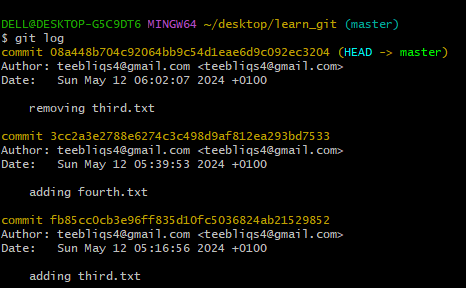 DELL@DESKTOP-G5C9DT6 MINGW64 ~/desktop/learn_git (master)
$ git log
commit 08a448b704c92064bb9c54d1eae6d9c092ec3204 (HEAD -> master)
Author: teebliqs4@gmail.com <teebliqs4@gmail.com>
Date:   Sun May 12 06:02:07 2024 +0100
    removing third.txt
commit 3cc2a3e2788e6274c3c498d9af812ea293bd7533
Author: teebliqs4@gmail.com <teebliqs4@gmail.com>
Date:   Sun May 12 05:39:53 2024 +0100
    adding fourth.txt
commit fb85cc0cb3e96ff835d10fc5036824ab21529852
Author: teebliqs4@gmail.com <teebliqs4@gmail.com>
Date:   Sun May 12 05:16:56 2024 +0100
    adding third.txt